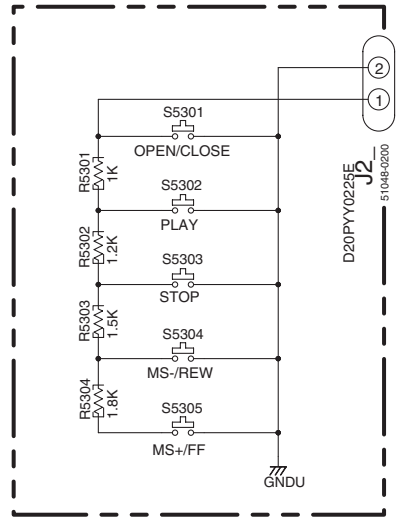 2
1
S5301
OPEN/CLOSE
R5301
1K
S5302
PLAY
R5302
1.2K
S5303
STOP
R5303
1.5K
S5304
MS-/REW
R5304
1.8K
S5305
MS+/FF
GNDU
D20PYY0225E
J2_
51048-0200